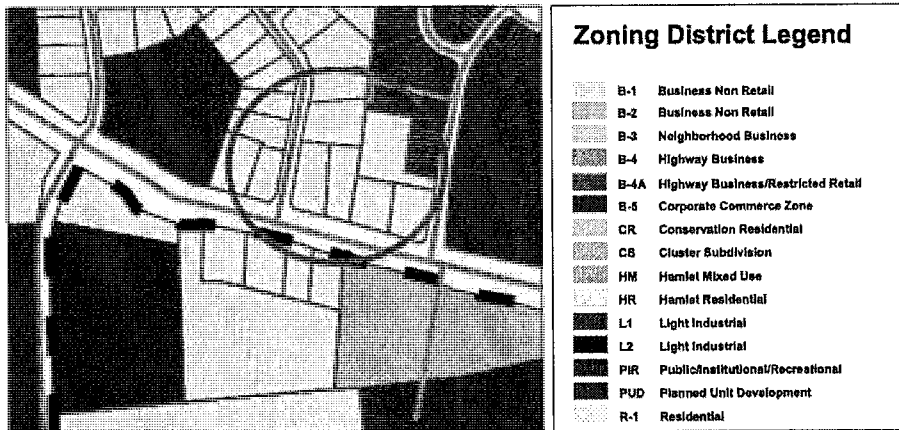 Zoning District Legend
B-1 Business Non Retail
B-2 Business Non Retail
B-3 Neighborhood Business
B-4 Highway Business
B-4A Highway Business/Restricted Retail
B-5 Corporate Commerce Zone
CR Conservation Residential
CS Cluster Subdivision
HM Hamlet Mixed Use
HR Hamlet Residential
L1 Light Industrial
L2 Light Industrial
PIR Public/Institutional/Recreational
PUD Planned Unit Development
R-1 Residential